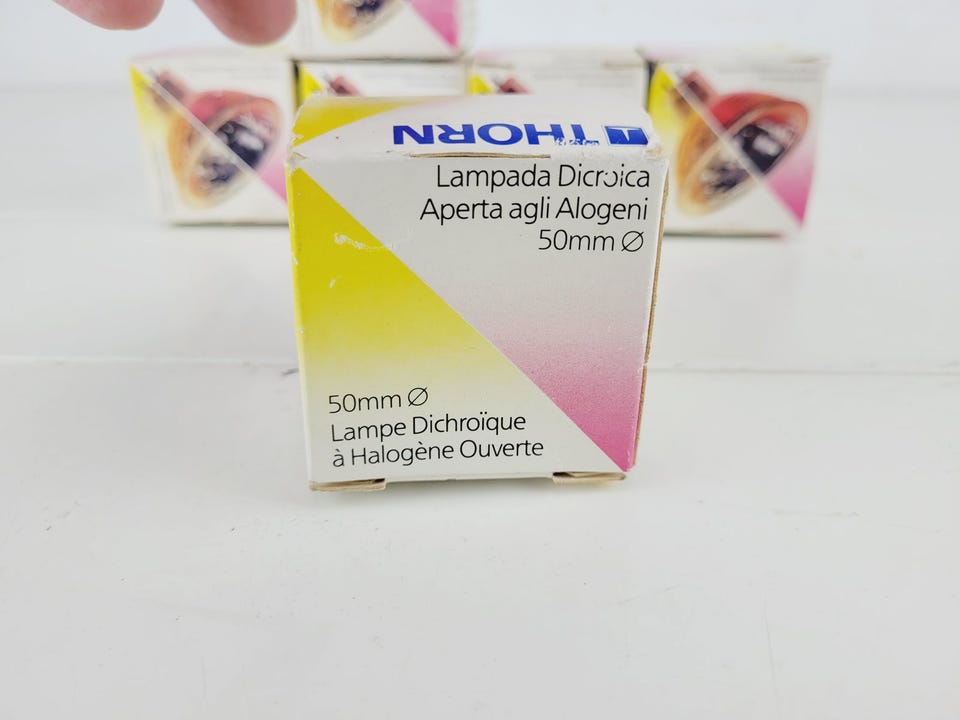 THORN
Lampada Dicroica
Aperta agli Alogeni
50mm Ø
50mm Ø
Lampe Dichroïque
à Halogène Ouverte